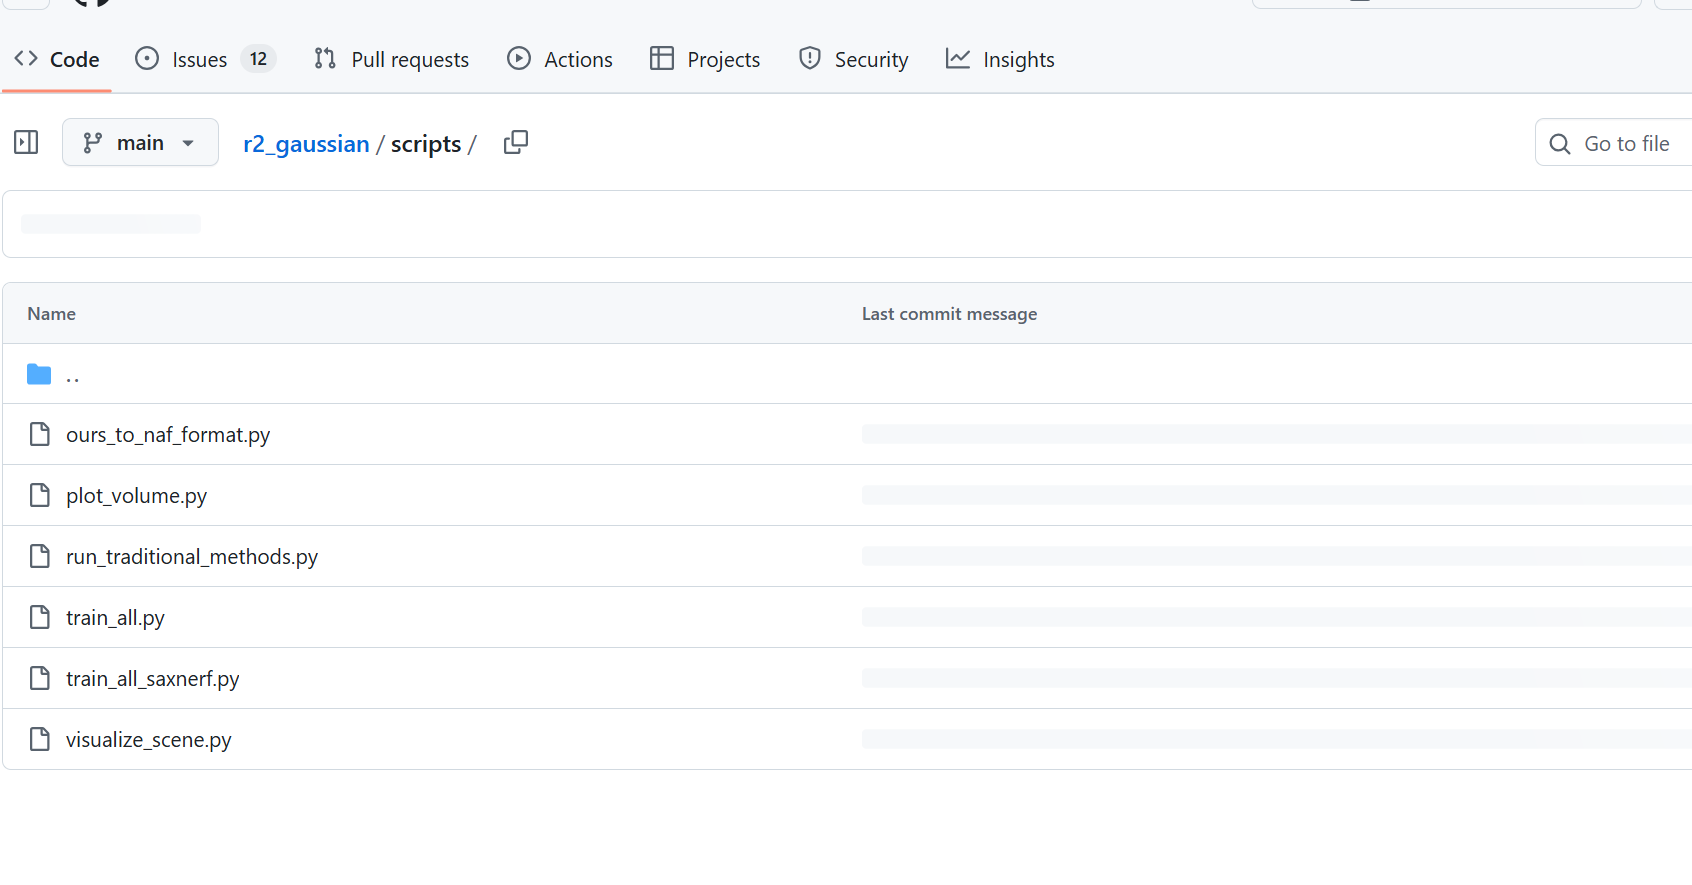 Code Issues 12 Pull requests Actions Projects Security Insights
main r2_gaussian / scripts / Go to file
Name Last commit message
..
ours_to_naf_format.py
plot_volume.py
run_traditional_methods.py
train_all.py
train_all_saxnerf.py
visualize_scene.py